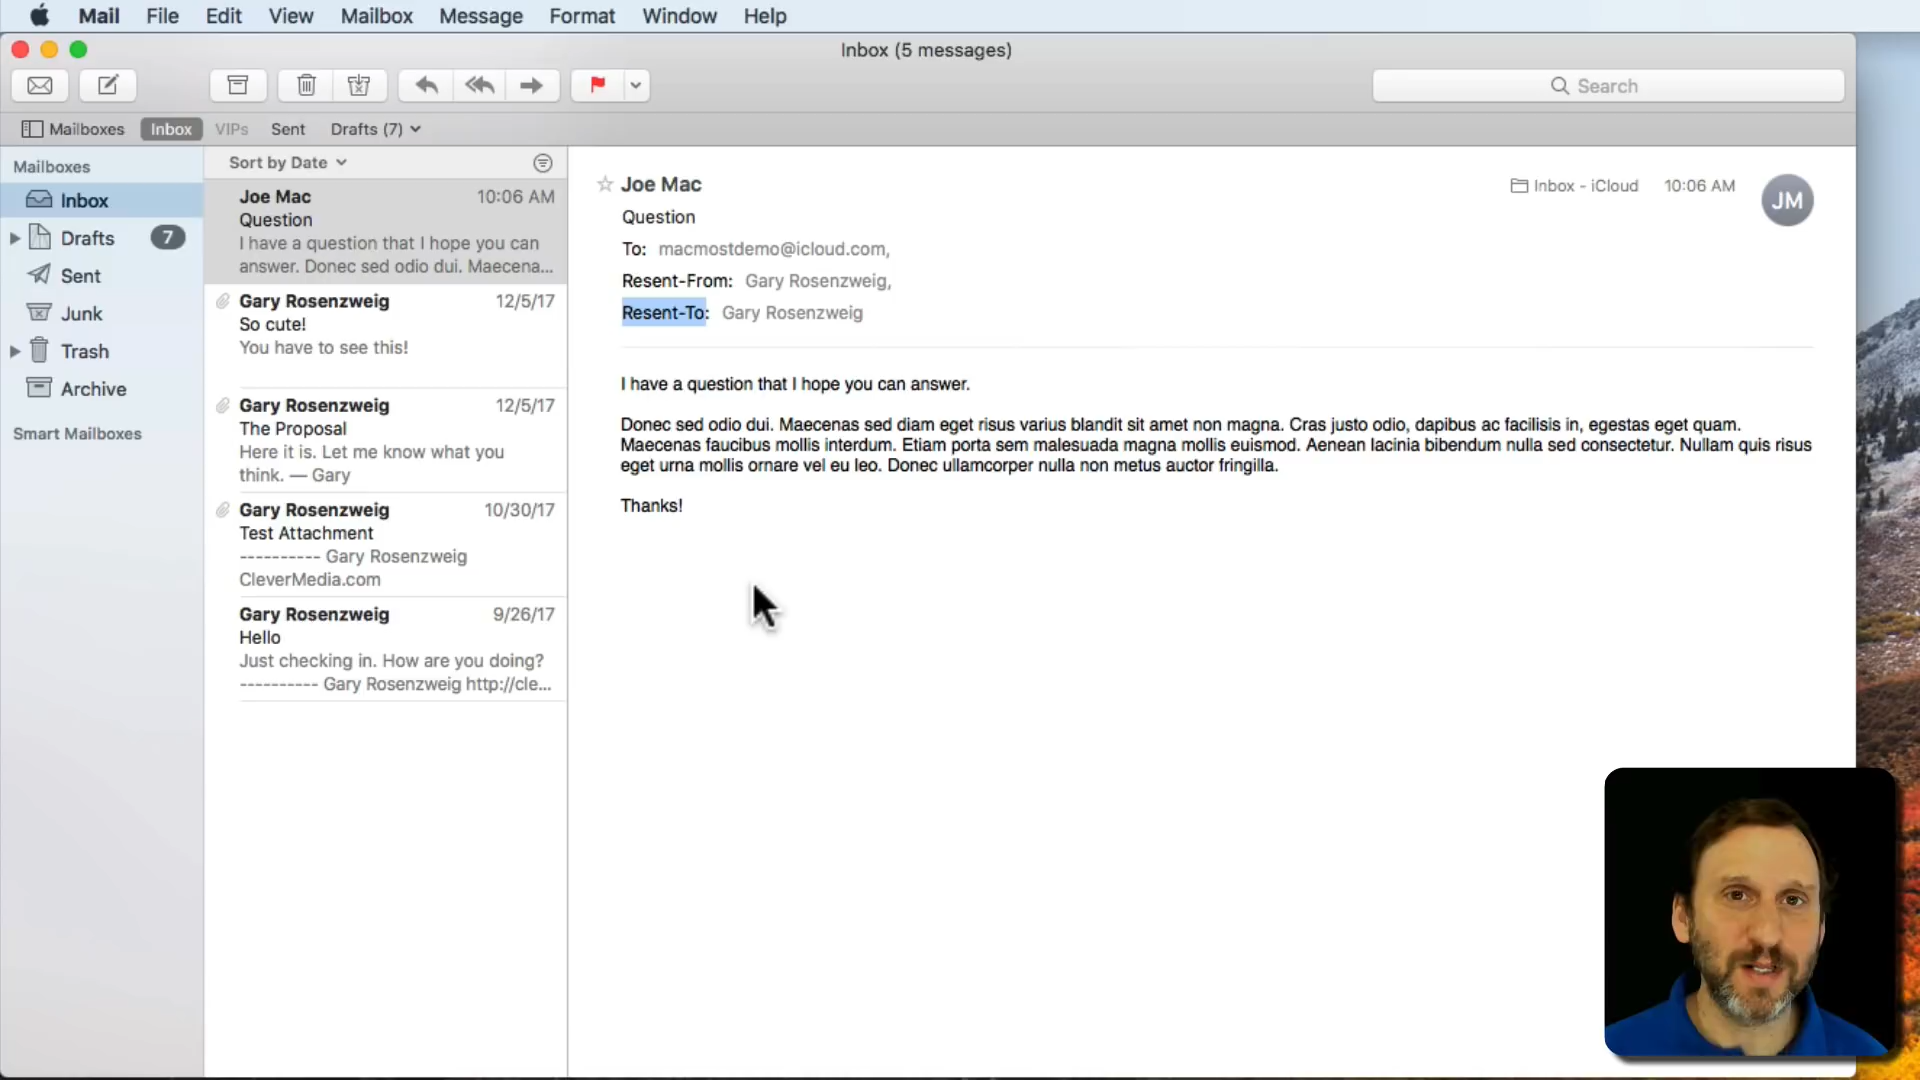 Mail File Edit View Mailbox Message Format Window Help
Inbox (5 messages)
Search
Mailboxes Inbox VIPs Sent Drafts (7)
Mailboxes
Inbox
Drafts 7
Sent
Junk
Trash
Archive
Smart Mailboxes
Sort by Date
Joe Mac 10:06 AM
Question
I have a question that I hope you can
answer. Donec sed odio dui. Maecena...
Gary Rosenzweig 12/5/17
So cute!
You have to see this!
Gary Rosenzweig 12/5/17
The Proposal
Here it is. Let me know what you
think. — Gary
Gary Rosenzweig 10/30/17
Test Attachment
---------- Gary Rosenzweig
CleverMedia.com
Gary Rosenzweig 9/26/17
Hello
Just checking in. How are you doing?
---------- Gary Rosenzweig http://cle...
Joe Mac Inbox - iCloud 10:06 AM JM
Question
To: macmostdemo@icloud.com,
Resent-From: Gary Rosenzweig,
Resent-To: Gary Rosenzweig
I have a question that I hope you can answer.
Donec sed odio dui. Maecenas sed diam eget risus varius blandit sit amet non magna. Cras justo odio, dapibus ac facilisis in, egestas eget quam.
Maecenas faucibus mollis interdum. Etiam porta sem malesuada magna mollis euismod. Aenean lacinia bibendum nulla sed consectetur. Nullam quis risus
eget urna mollis ornare vel eu leo. Donec ullamcorper nulla non metus auctor fringilla.
Thanks!